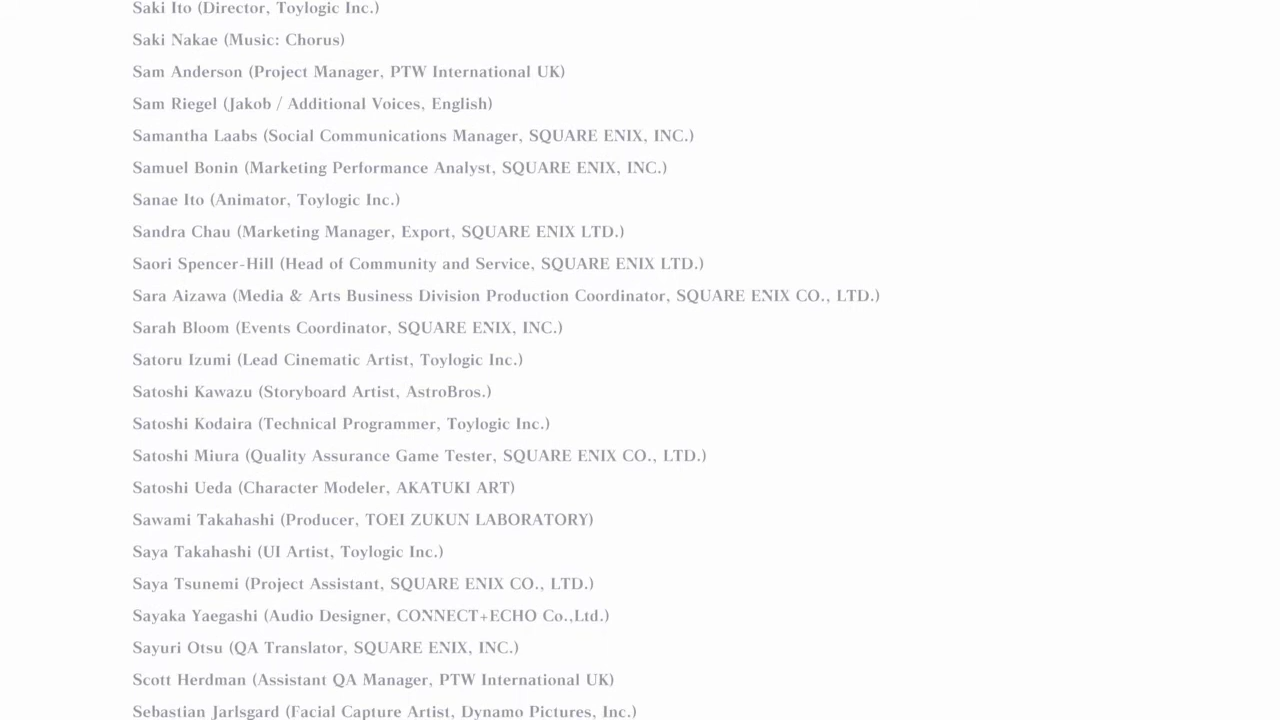 Saki Ito (Director, Toylogic Inc.)
Saki Nakae (Music: Chorus)
Sam Anderson (Project Manager, PTW International UK)
Sam Riegel (Jakob / Additional Voices, English)
Samantha Laabs (Social Communications Manager, SQUARE ENIX, INC.)
Samuel Bonin (Marketing Performance Analyst, SQUARE ENIX, INC.)
Sanae Ito (Animator, Toylogic Inc.)
Sandra Chau (Marketing Manager, Export, SQUARE ENIX LTD.)
Saori Spencer-Hill (Head of Community and Service, SQUARE ENIX LTD.)
Sara Aizawa (Media & Arts Business Division Production Coordinator, SQUARE ENIX CO., LTD.)
Sarah Bloom (Events Coordinator, SQUARE ENIX, INC.)
Satoru Izumi (Lead Cinematic Artist, Toylogic Inc.)
Satoshi Kawazu (Storyboard Artist, AstroBros.)
Satoshi Kodaira (Technical Programmer, Toylogic Inc.)
Satoshi Miura (Quality Assurance Game Tester, SQUARE ENIX CO., LTD.)
Satoshi Ueda (Character Modeler, AKATUKI ART)
Sawami Takahashi (Producer, TOEI ZUKUN LABORATORY)
Saya Takahashi (UI Artist, Toylogic Inc.)
Saya Tsunemi (Project Assistant, SQUARE ENIX CO., LTD.)
Sayaka Yaegashi (Audio Designer, CONNECT+ECHO Co.,Ltd.)
Sayuri Otsu (QA Translator, SQUARE ENIX, INC.)
Scott Herdman (Assistant QA Manager, PTW International UK)
Sebastian Jarlsgard (Facial Capture Artist, Dynamo Pictures, Inc.)